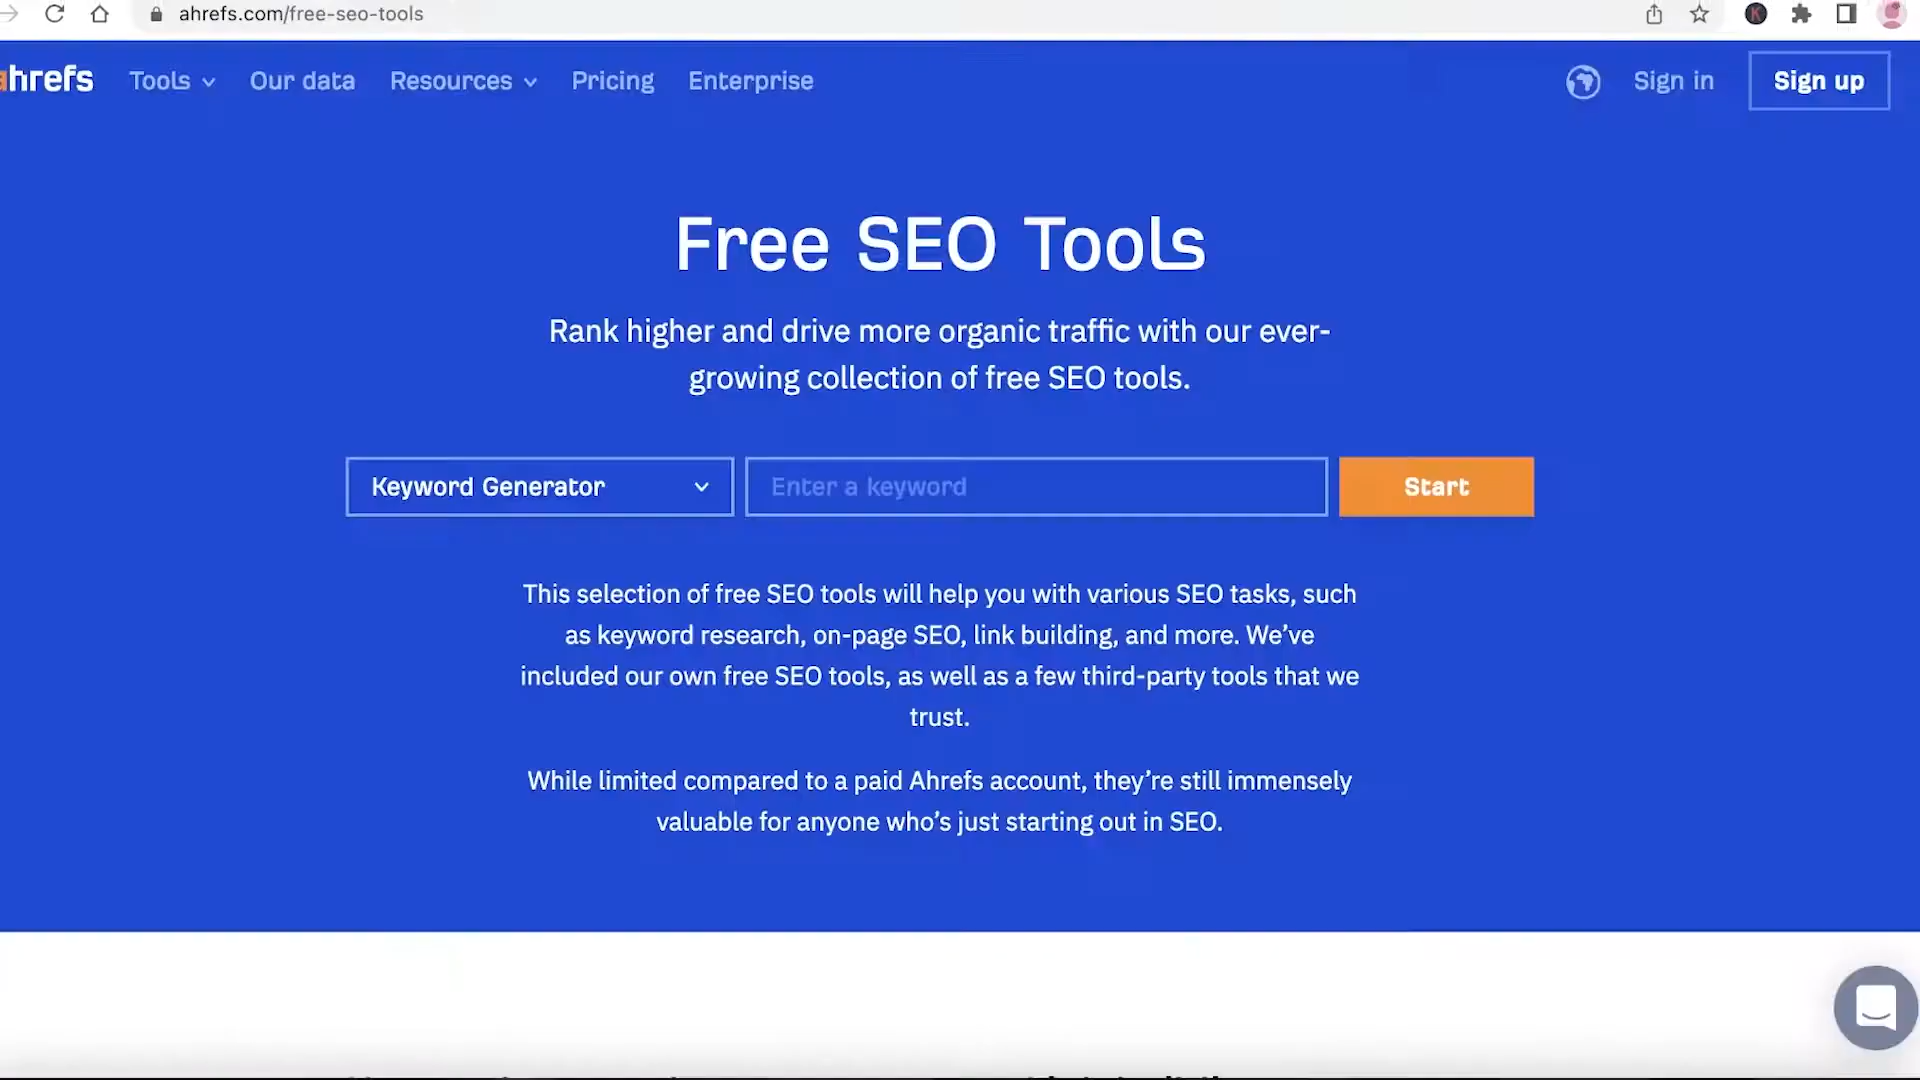 ahrefs.com/free-seo-tools
ahrefs Tools Our data Resources Pricing Enterprise Sign in Sign up
Free SEO Tools
Rank higher and drive more organic traffic with our ever-
growing collection of free SEO tools.
Keyword Generator Enter a keyword Start
This selection of free SEO tools will help you with various SEO tasks, such
as keyword research, on-page SEO, link building, and more. We’ve
included our own free SEO tools, as well as a few third-party tools that we
trust.
While limited compared to a paid Ahrefs account, they’re still immensely
valuable for anyone who’s just starting out in SEO.